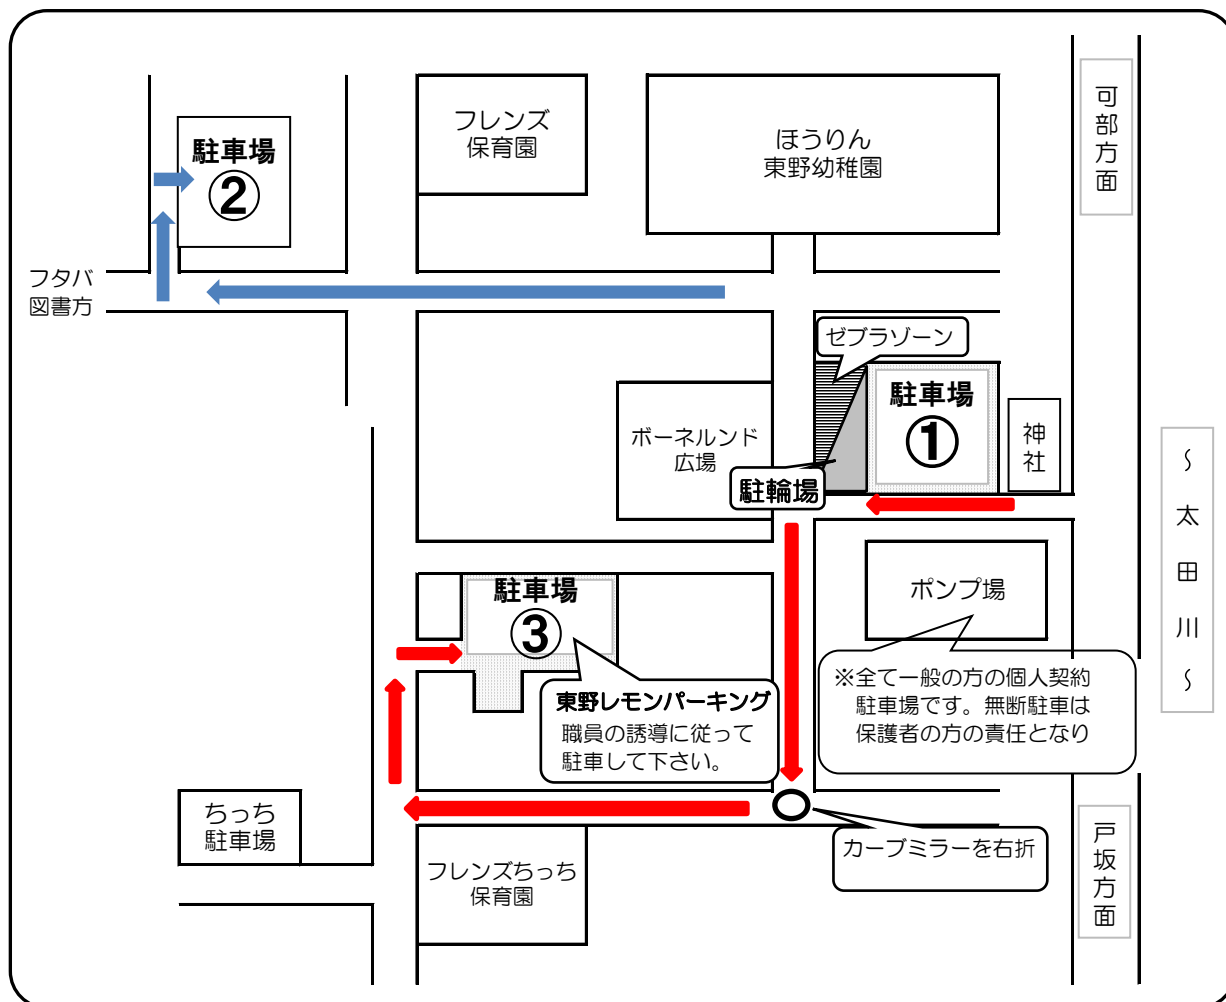 フレンズ
保育園
ほうりん
東野幼稚園
可部方面
駐車場
②
フタバ
図書方
ゼブラゾーン
駐車場
①
神社
ボーネルンド
広場
駐輪場
~太田川~
駐車場
③
ポンプ場
※全て一般の方の個人契約
駐車場です。無断駐車は
保護者の方の責任となり
東野レモンパーキング
職員の誘導に従って
駐車して下さい。
ちっち
駐車場
カーブミラーを右折
フレンズちっち
保育園
戸坂方面